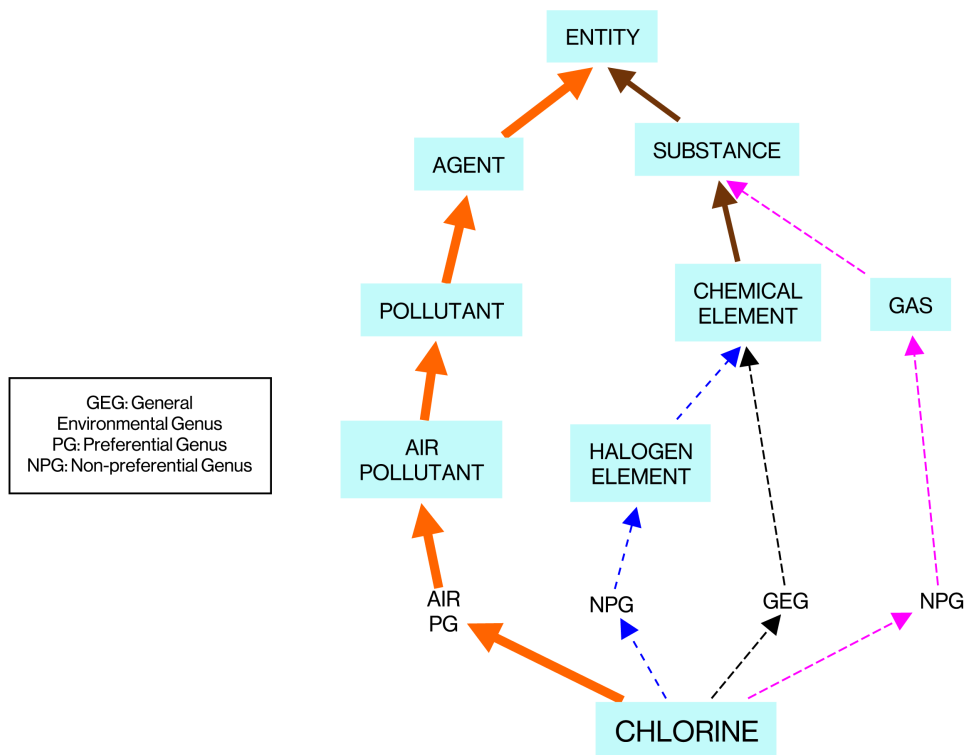 ENTITY
AGENT
SUBSTANCE
POLLUTANT
CHEMICAL
ELEMENT
GAS
GEG: General
Environmental Genus
PG: Preferential Genus
NPG: Non-preferential Genus
AIR
POLLUTANT
HALOGEN
ELEMENT
AIR
PG
NPG
GEG
NPG
CHLORINE